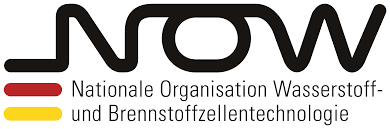 NOW
Nationale Organisation Wasserstoff-
und Brennstoffzellentechnologie